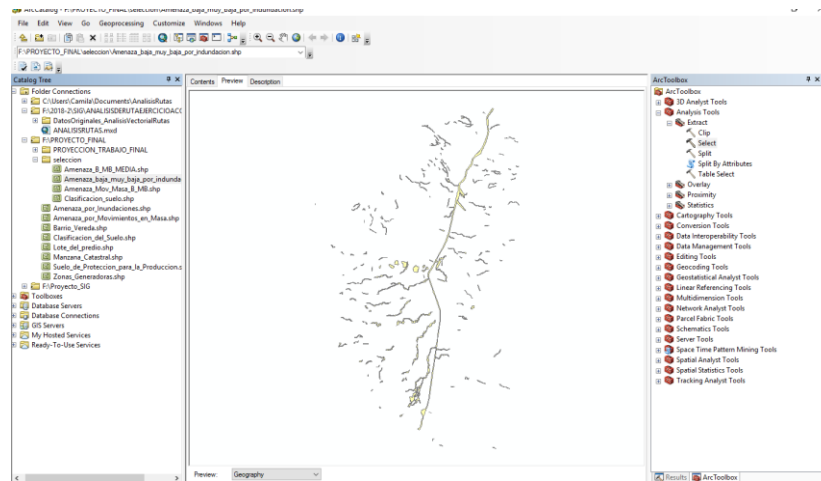 ArcCatalog - F:\PROYECTO_FINAL\seleccion\Amenaza_baja_muy_baja_por_indundacion.shp
File Edit View Go Geoprocessing Customize Windows Help
F:\PROYECTO_FINAL\seleccion\Amenaza_baja_muy_baja_por_indundacion.shp
Catalog Tree
Folder Connections
C:\Users\Camila\Documents\AnalisisRutas
F:\2018-2\SIG\ANALISISDERUTAEJERCICIOACC
DatosOriginales_AnalisisVectorialRutas
ANALISISRUTAS.mxd
F:\PROYECTO_FINAL
PROYECCION_TRABAJO_FINAL
seleccion
Amenaza_B_MB_MEDIA.shp
Amenaza_baja_muy_baja_por_indunda
Amenaza_Mov_Masa_B_MB.shp
Clasificacion_suelo.shp
Amenaza_por_Inundaciones.shp
Amenaza_por_Movimientos_en_Masa.shp
Barrio_Vereda.shp
Clasificacion_del_Suelo.shp
Lote_del_predio.shp
Manzana_Catastral.shp
Suelo_de_Proteccion_para_la_Produccion.s
Zonas_Generadoras.shp
F:\Proyecto_SIG
Toolboxes
Database Servers
Database Connections
GIS Servers
My Hosted Services
Ready-To-Use Services
Contents Preview Description
Preview: Geography
ArcToolbox
ArcToolbox
3D Analyst Tools
Analysis Tools
Extract
Clip
Select
Split
Split By Attributes
Table Select
Overlay
Proximity
Statistics
Cartography Tools
Conversion Tools
Data Interoperability Tools
Data Management Tools
Editing Tools
Geocoding Tools
Geostatistical Analyst Tools
Linear Referencing Tools
Multidimension Tools
Network Analyst Tools
Parcel Fabric Tools
Schematics Tools
Server Tools
Space Time Pattern Mining Tools
Spatial Analyst Tools
Spatial Statistics Tools
Tracking Analyst Tools
Results ArcToolbox